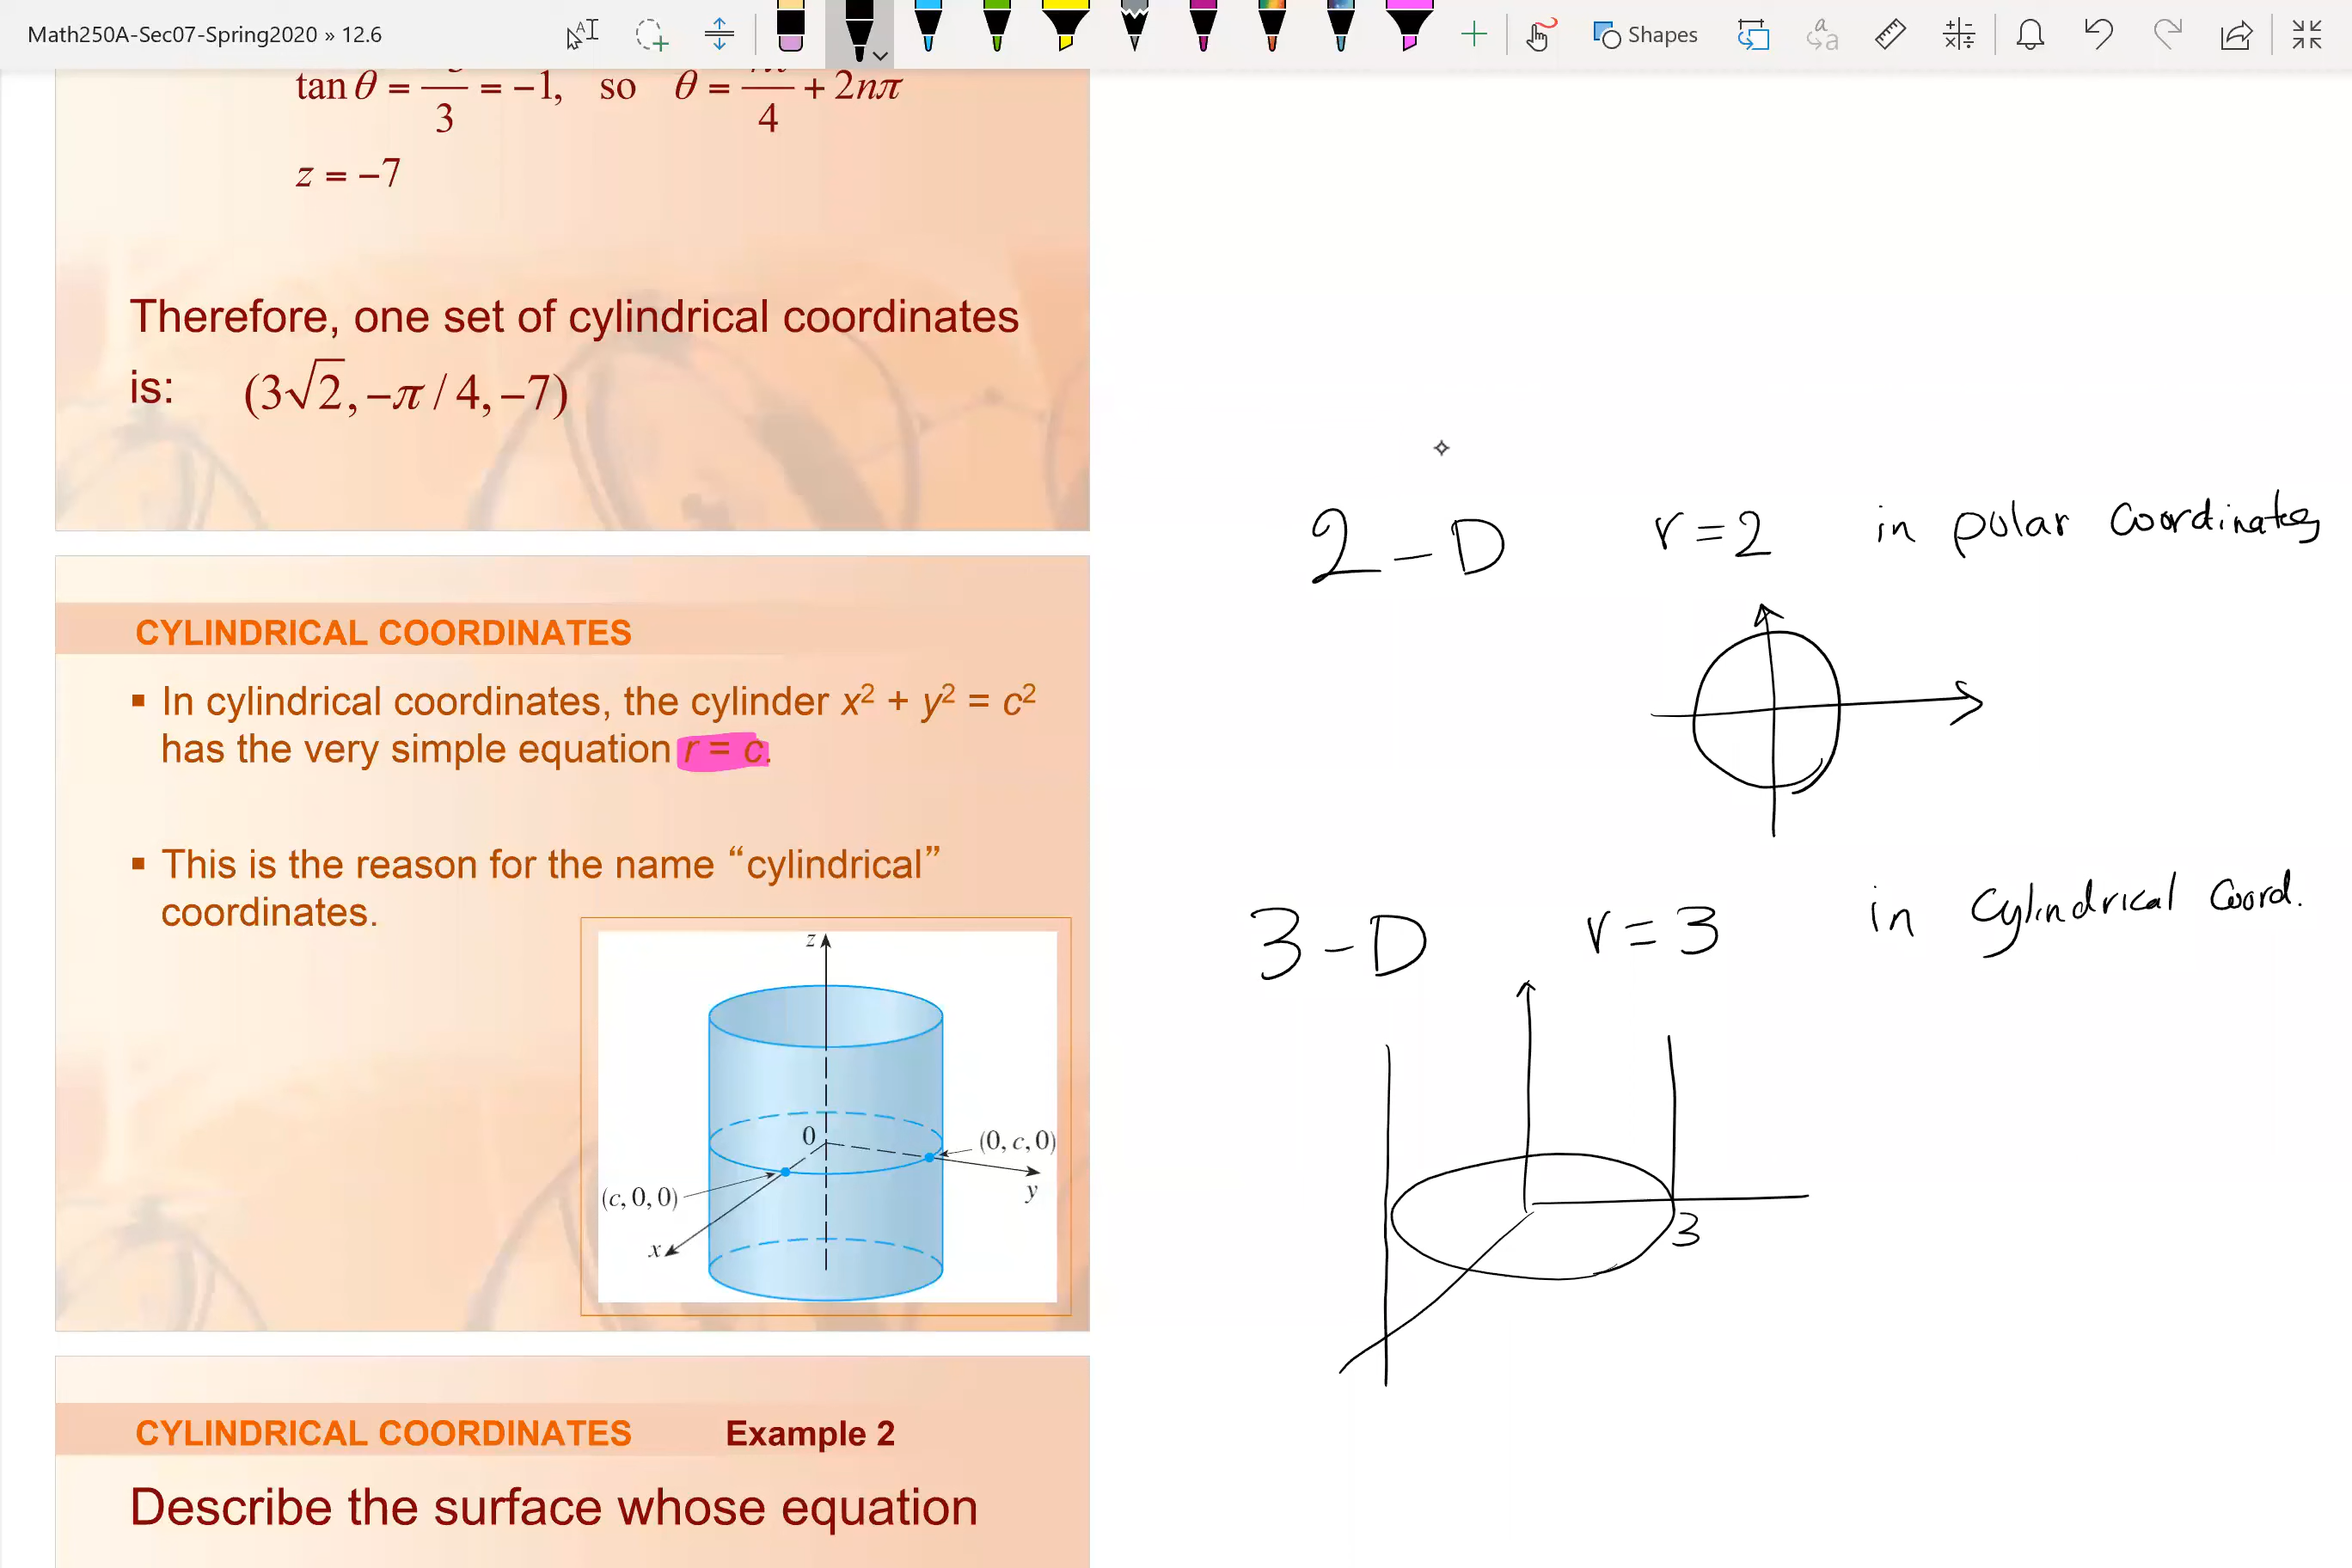 Math250A-Sec07-Spring2020 » 12.6
Shapes
tan θ = 3 = −1, so θ = 4 + 2nπ
z = −7
Therefore, one set of cylindrical coordinates
is: (3√2, −π / 4, −7)
CYLINDRICAL COORDINATES
▪ In cylindrical coordinates, the cylinder x² + y² = c²
has the very simple equation r = c.
▪ This is the reason for the name “cylindrical”
coordinates.
z
0
(0, c, 0)
(c, 0, 0)
y
x
CYLINDRICAL COORDINATES Example 2
Describe the surface whose equation
2-D r = 2 in polar coordinates
3-D r = 3 in Cylindrical Coord.
3